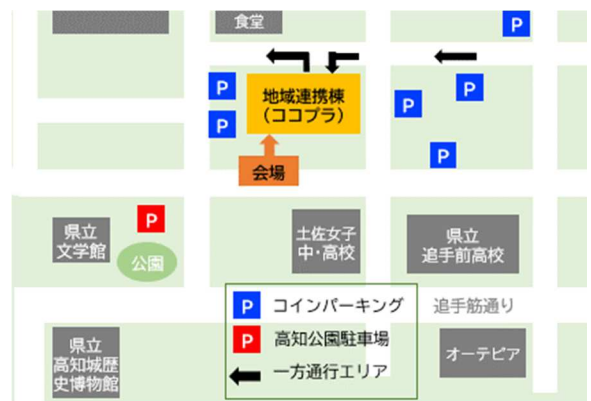 食堂
P
P
地域連携棟
（ココプラ）
P
P
P
P
会場
P
県立
文学館
公園
土佐女子
中・高校
県立
追手前高校
P コインパーキング
追手筋通り
P 高知公園駐車場
一方通行エリア
県立
高知城歴
史博物館
オーテピア